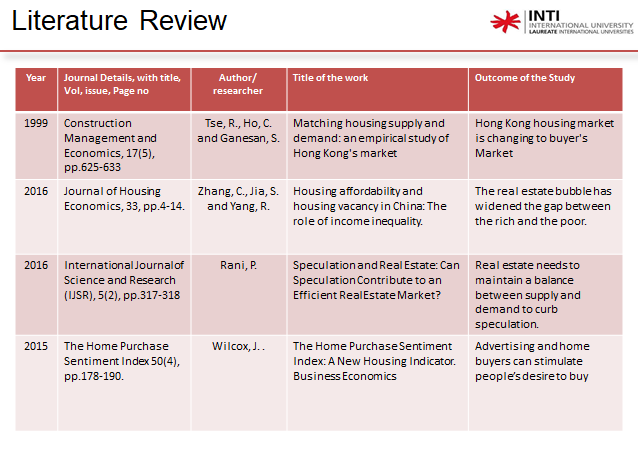 Literature Review
INTI
INTERNATIONAL UNIVERSITY
LAUREATE INTERNATIONAL UNIVERSITIES
Year
Journal Details, with title,
Vol, issue, Page no
Author/
researcher
Title of the work
Outcome of the Study
1999
Construction
Management and
Economics, 17(5),
pp.625-633
Tse, R., Ho, C.
and Ganesan, S.
Matching housing supply and
demand: an empirical study of
Hong Kong's market
Hong Kong housing market
is changing to buyer's
Market
2016
Journal of Housing
Economics, 33, pp.4-14.
Zhang, C., Jia, S.
and Yang, R.
Housing affordability and
housing vacancy in China: The
role of income inequality.
The real estate bubble has
widened the gap between
the rich and the poor.
2016
International Journal of
Science and Research
(IJSR), 5(2), pp.317-318
Rani, P.
Speculation and Real Estate: Can
Speculation Contribute to an
Efficient Real Estate Market?
Real estate needs to
maintain a balance
between supply and
demand to curb
speculation.
2015
The Home Purchase
Sentiment Index 50(4),
pp.178-190.
Wilcox, J. .
The Home Purchase Sentiment
Index: A New Housing Indicator.
Business Economics
Advertising and home
buyers can stimulate
people's desire to buy